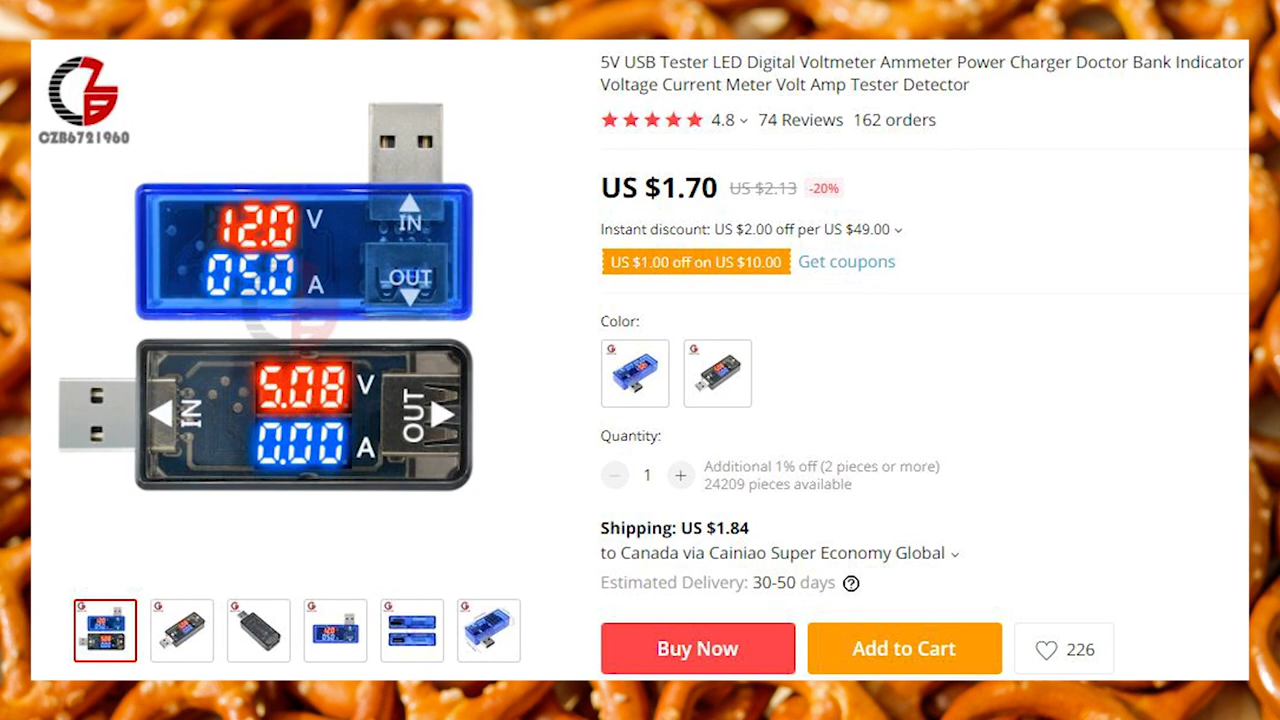 CZB6721960
12.0 V
05.0 A
IN
OUT
5.08 V
0.00 A
IN
OUT
5V USB Tester LED Digital Voltmeter Ammeter Power Charger Doctor Bank Indicator
Voltage Current Meter Volt Amp Tester Detector
4.8 74 Reviews 162 orders
US $1.70 US $2.13 -20%
Instant discount: US $2.00 off per US $49.00
US $1.00 off on US $10.00 Get coupons
Color:
Quantity:
− 1 + Additional 1% off (2 pieces or more)
24209 pieces available
Shipping: US $1.84
to Canada via Cainiao Super Economy Global
Estimated Delivery: 30-50 days ?
Buy Now Add to Cart 226